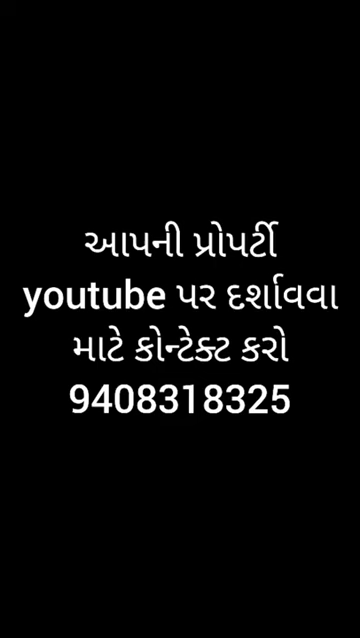 આપની પ્રોપર્ટી
youtube પર દર્શાવવા
માટે કોન્ટેક્ટ કરો
9408318325